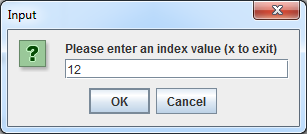 Input
Please enter an index value (x to exit)
12
OK Cancel